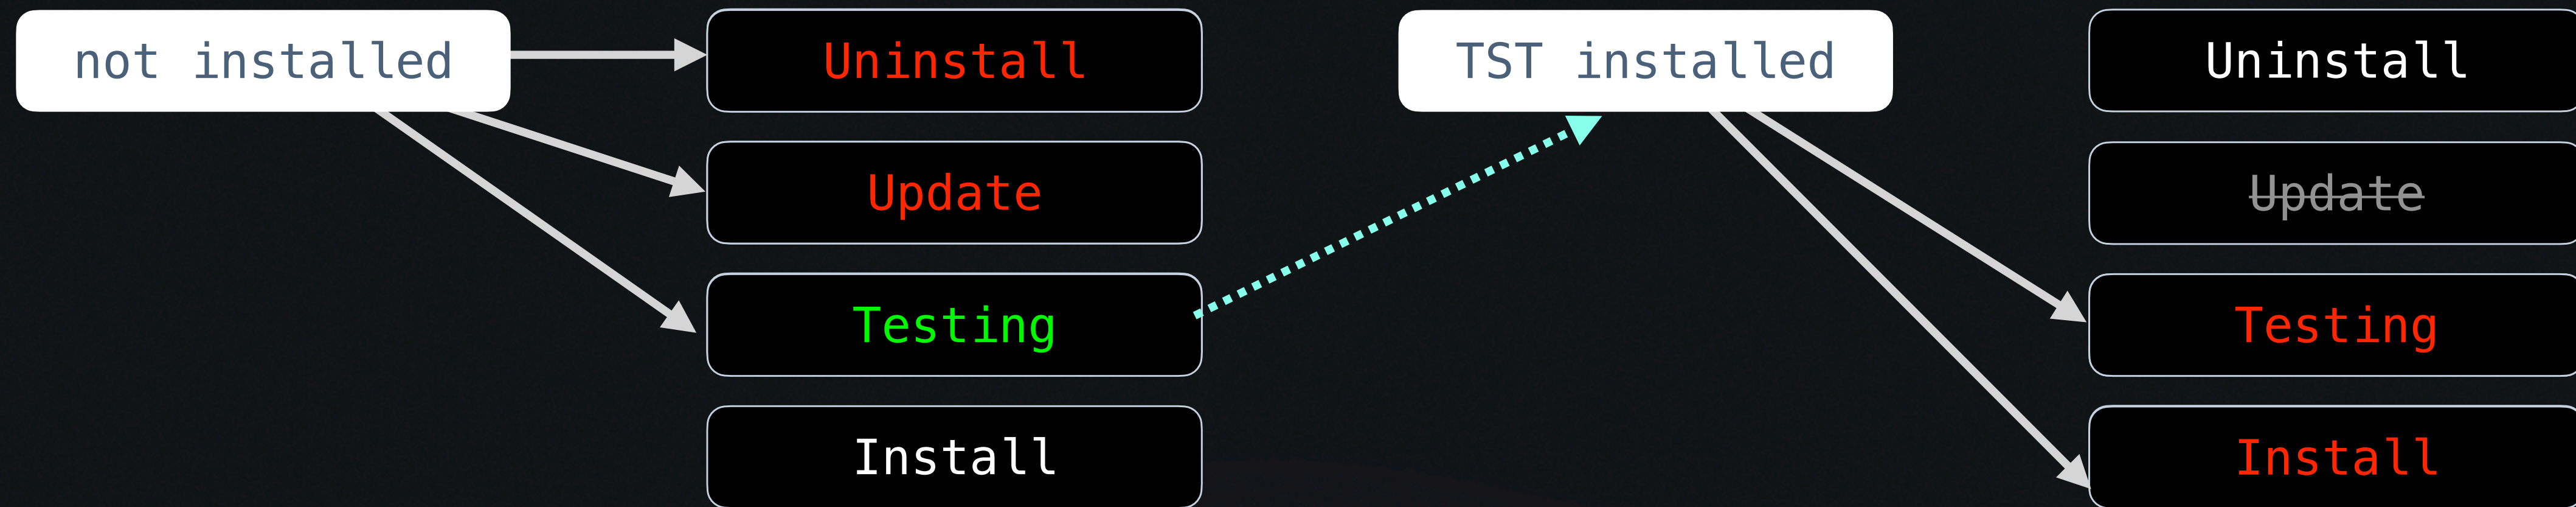 not installed
Uninstall
Update
Testing
Install
TST installed
Uninstall
Update
Testing
Install